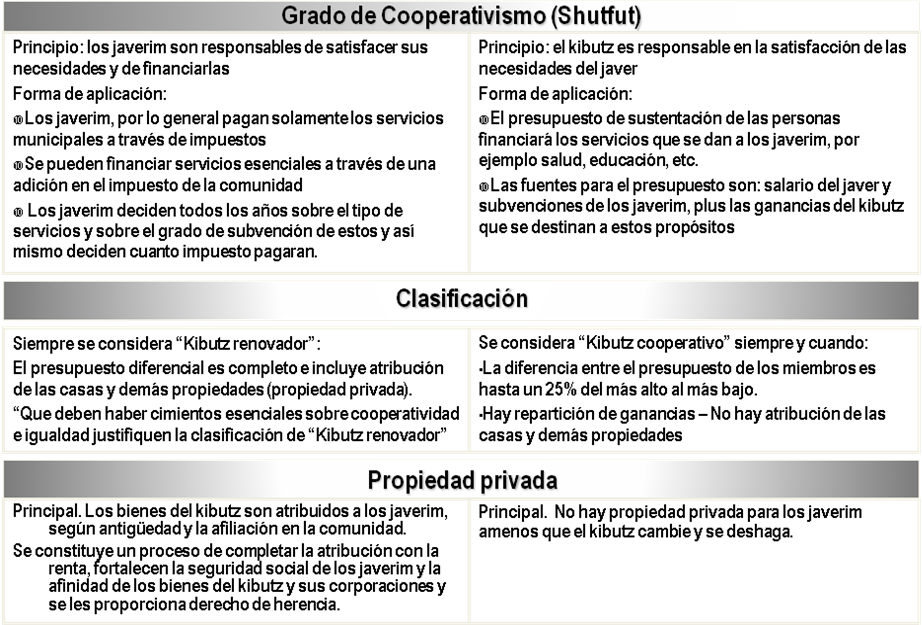 Grado de Cooperativismo (Shutfut)
Principio: los javerim son responsables de satisfacer sus
necesidades y de financiarlas
Forma de aplicación:
⑩Los javerim, por lo general pagan solamente los servicios
municipales a través de impuestos
⑩Se pueden financiar servicios esenciales a través de una
adición en el impuesto de la comunidad
⑩ Los javerim deciden todos los años sobre el tipo de
servicios y sobre el grado de subvención de estos y así
mismo deciden cuanto impuesto pagaran.
Principio: el kibutz es responsable en la satisfacción de las
necesidades del javer
Forma de aplicación:
⑩El presupuesto de sustentación de las personas
financiará los servicios que se dan a los javerim, por
ejemplo salud, educación, etc.
⑩Las fuentes para el presupuesto son: salario del javer y
subvenciones de los javerim, plus las ganancias del kibutz
que se destinan a estos propósitos
Clasificación
Siempre se considera “Kibutz renovador”:
El presupuesto diferencial es completo e incluye atribución
de las casas y demás propiedades (propiedad privada).
“Que deben haber cimientos esenciales sobre cooperatividad
e igualdad justifiquen la clasificación de “Kibutz renovador”
Se considera “Kibutz cooperativo” siempre y cuando:
•La diferencia entre el presupuesto de los miembros es
hasta un 25% del más alto al más bajo.
•Hay repartición de ganancias – No hay atribución de las
casas y demás propiedades
Propiedad privada
Principal. Los bienes del kibutz son atribuidos a los javerim,
según antigüedad y la afiliación en la comunidad.
Se constituye un proceso de completar la atribución con la
renta, fortalecen la seguridad social de los javerim y la
afinidad de los bienes del kibutz y sus corporaciones y
se les proporciona derecho de herencia.
Principal. No hay propiedad privada para los javerim
amenos que el kibutz cambie y se deshaga.